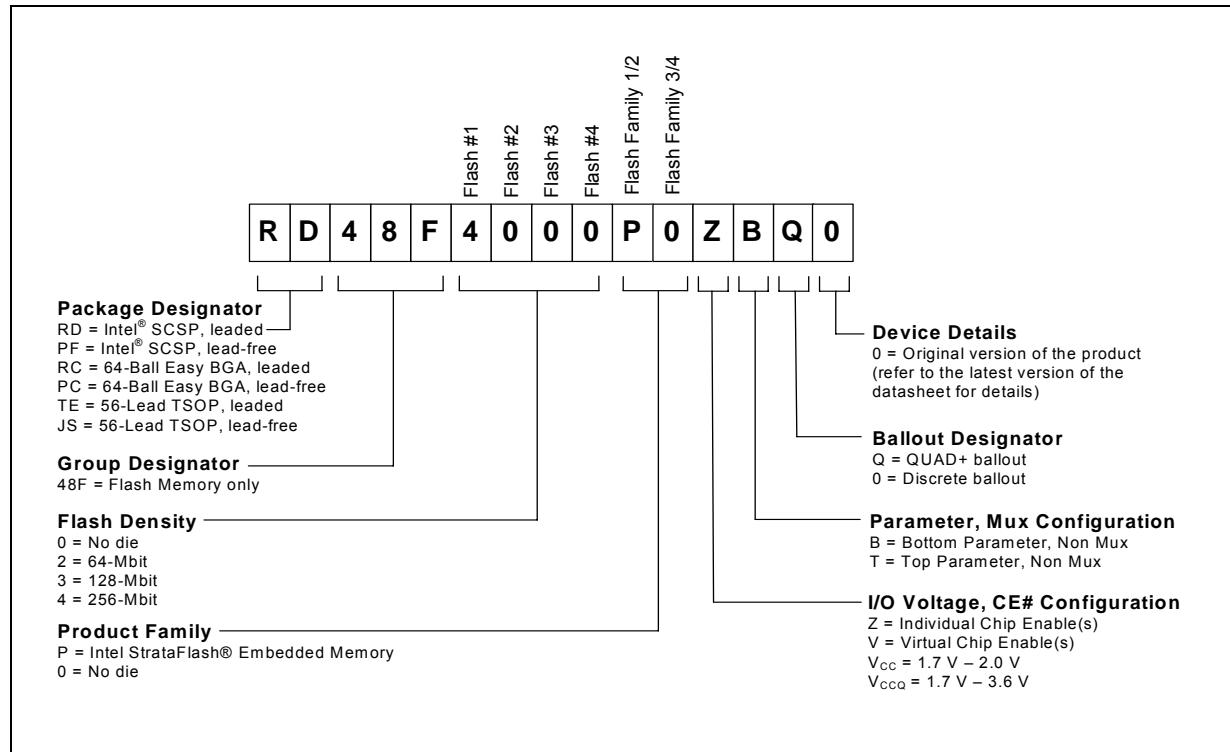 Flash #1
Flash #2
Flash #3
Flash #4
Flash Family 1/2
Flash Family 3/4
R D 4 8 F 4 0 0 0 P 0 Z B Q 0
Package Designator
RD = Intel® SCSP, leaded
PF = Intel® SCSP, lead-free
RC = 64-Ball Easy BGA, leaded
PC = 64-Ball Easy BGA, lead-free
TE = 56-Lead TSOP, leaded
JS = 56-Lead TSOP, lead-free
Group Designator
48F = Flash Memory only
Flash Density
0 = No die
2 = 64-Mbit
3 = 128-Mbit
4 = 256-Mbit
Product Family
P = Intel StrataFlash® Embedded Memory
0 = No die
Device Details
0 = Original version of the product
(refer to the latest version of the
datasheet for details)
Ballout Designator
Q = QUAD+ ballout
0 = Discrete ballout
Parameter, Mux Configuration
B = Bottom Parameter, Non Mux
T = Top Parameter, Non Mux
I/O Voltage, CE# Configuration
Z = Individual Chip Enable(s)
V = Virtual Chip Enable(s)
VCC = 1.7 V – 2.0 V
VCCQ = 1.7 V – 3.6 V